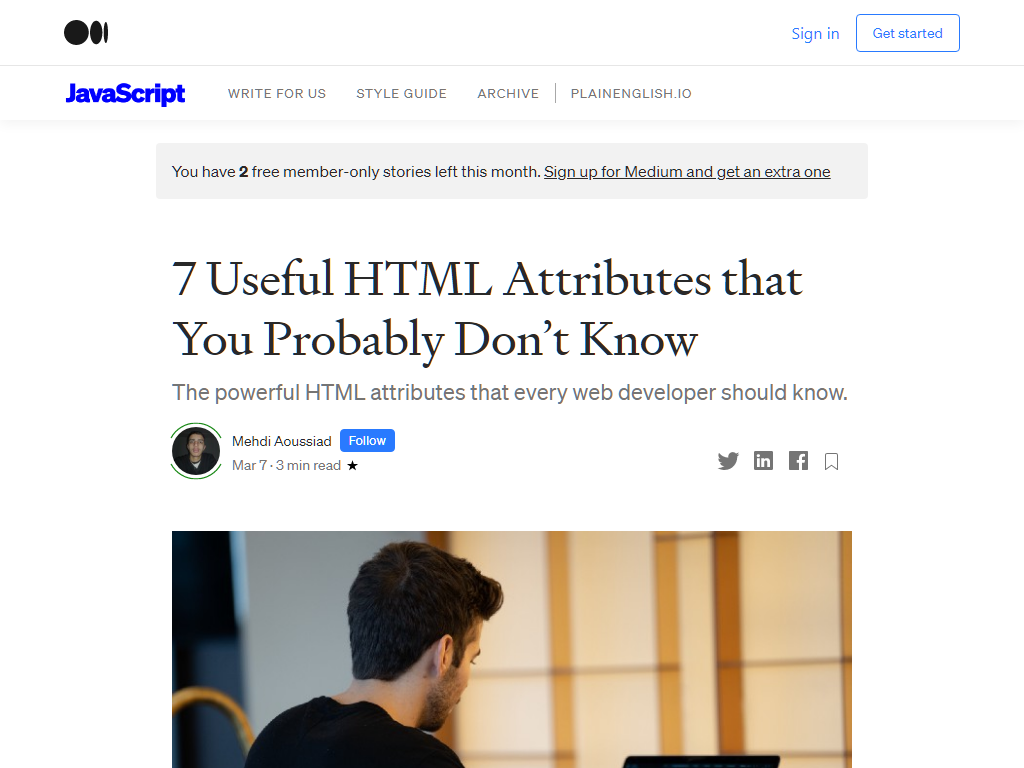 Sign in
Get started
JavaScript
WRITE FOR US
STYLE GUIDE
ARCHIVE
PLAINENGLISH.IO
You have 2 free member-only stories left this month. Sign up for Medium and get an extra one
7 Useful HTML Attributes that
You Probably Don’t Know
The powerful HTML attributes that every web developer should know.
Mehdi Aoussiad
Follow
Mar 7 · 3 min read ★